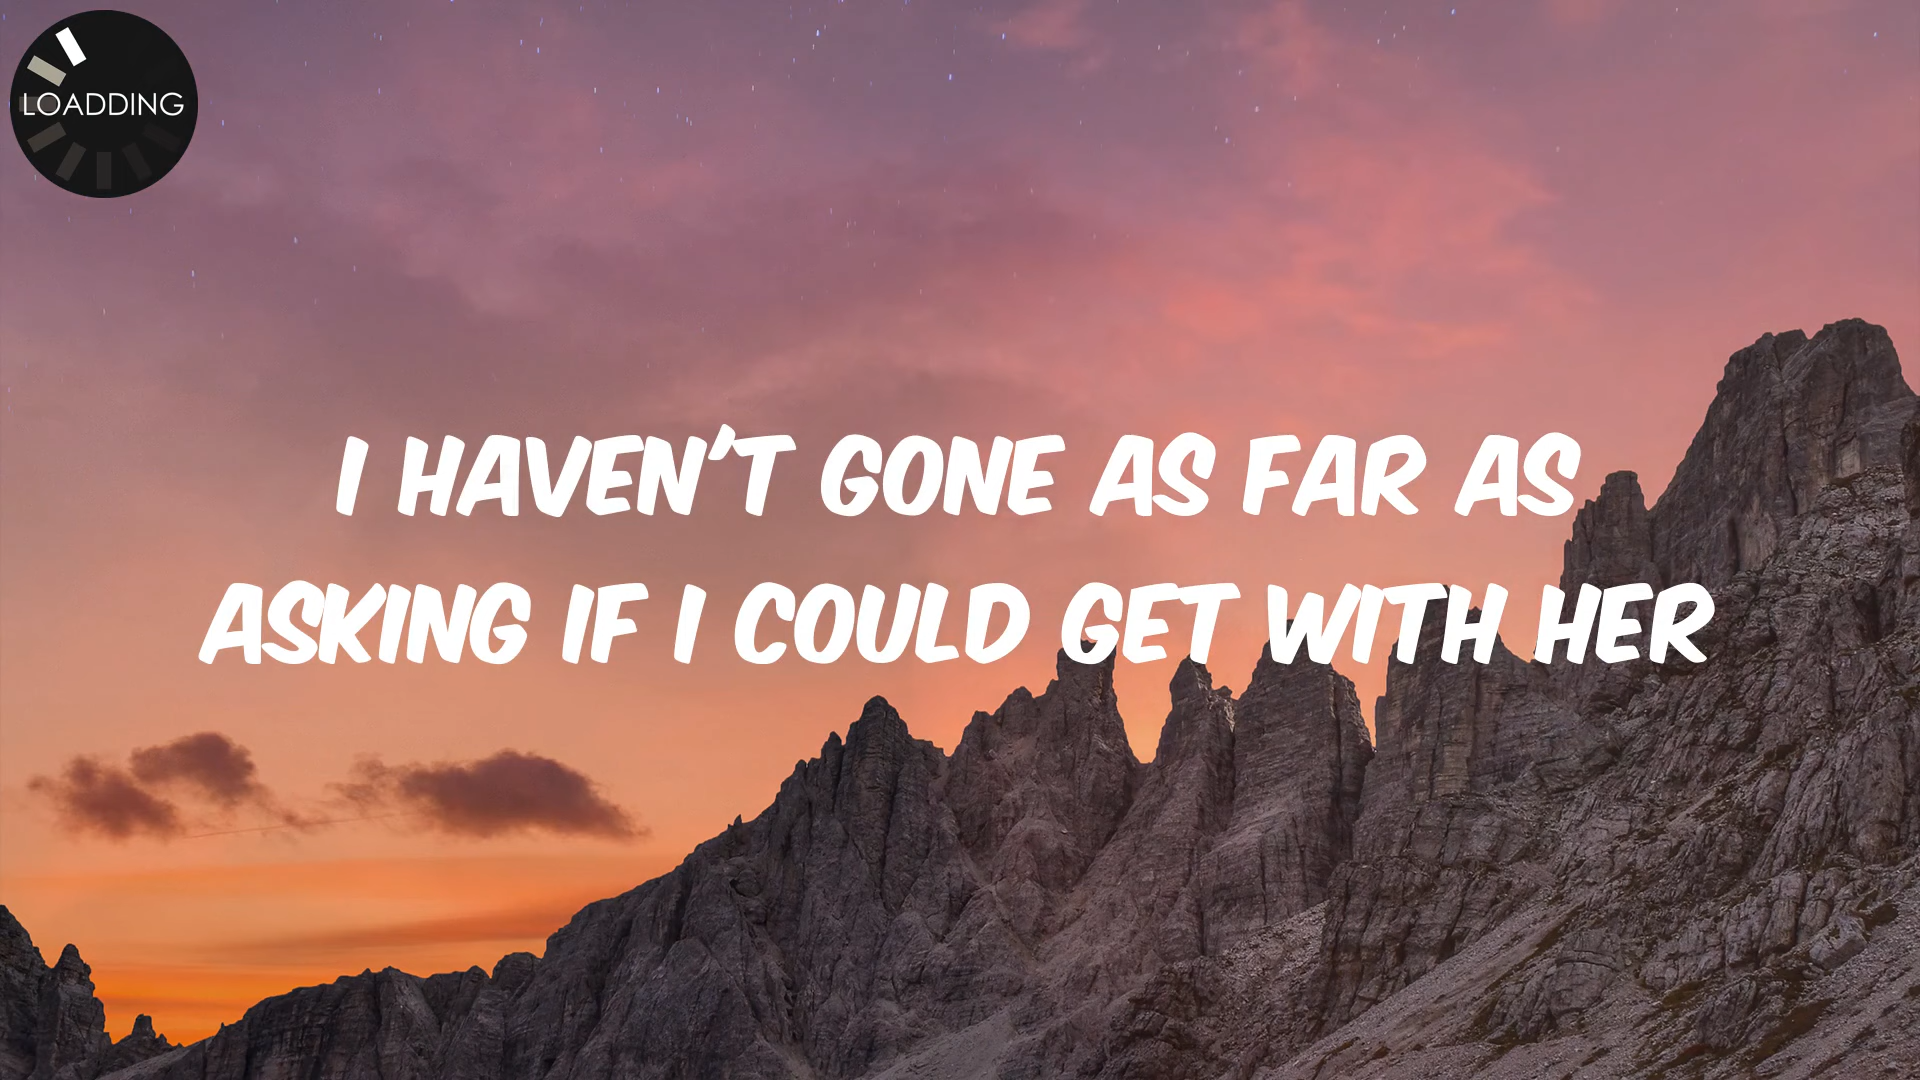 LOADDING
I HAVEN'T GONE AS FAR AS
ASKING IF I COULD GET WITH HER